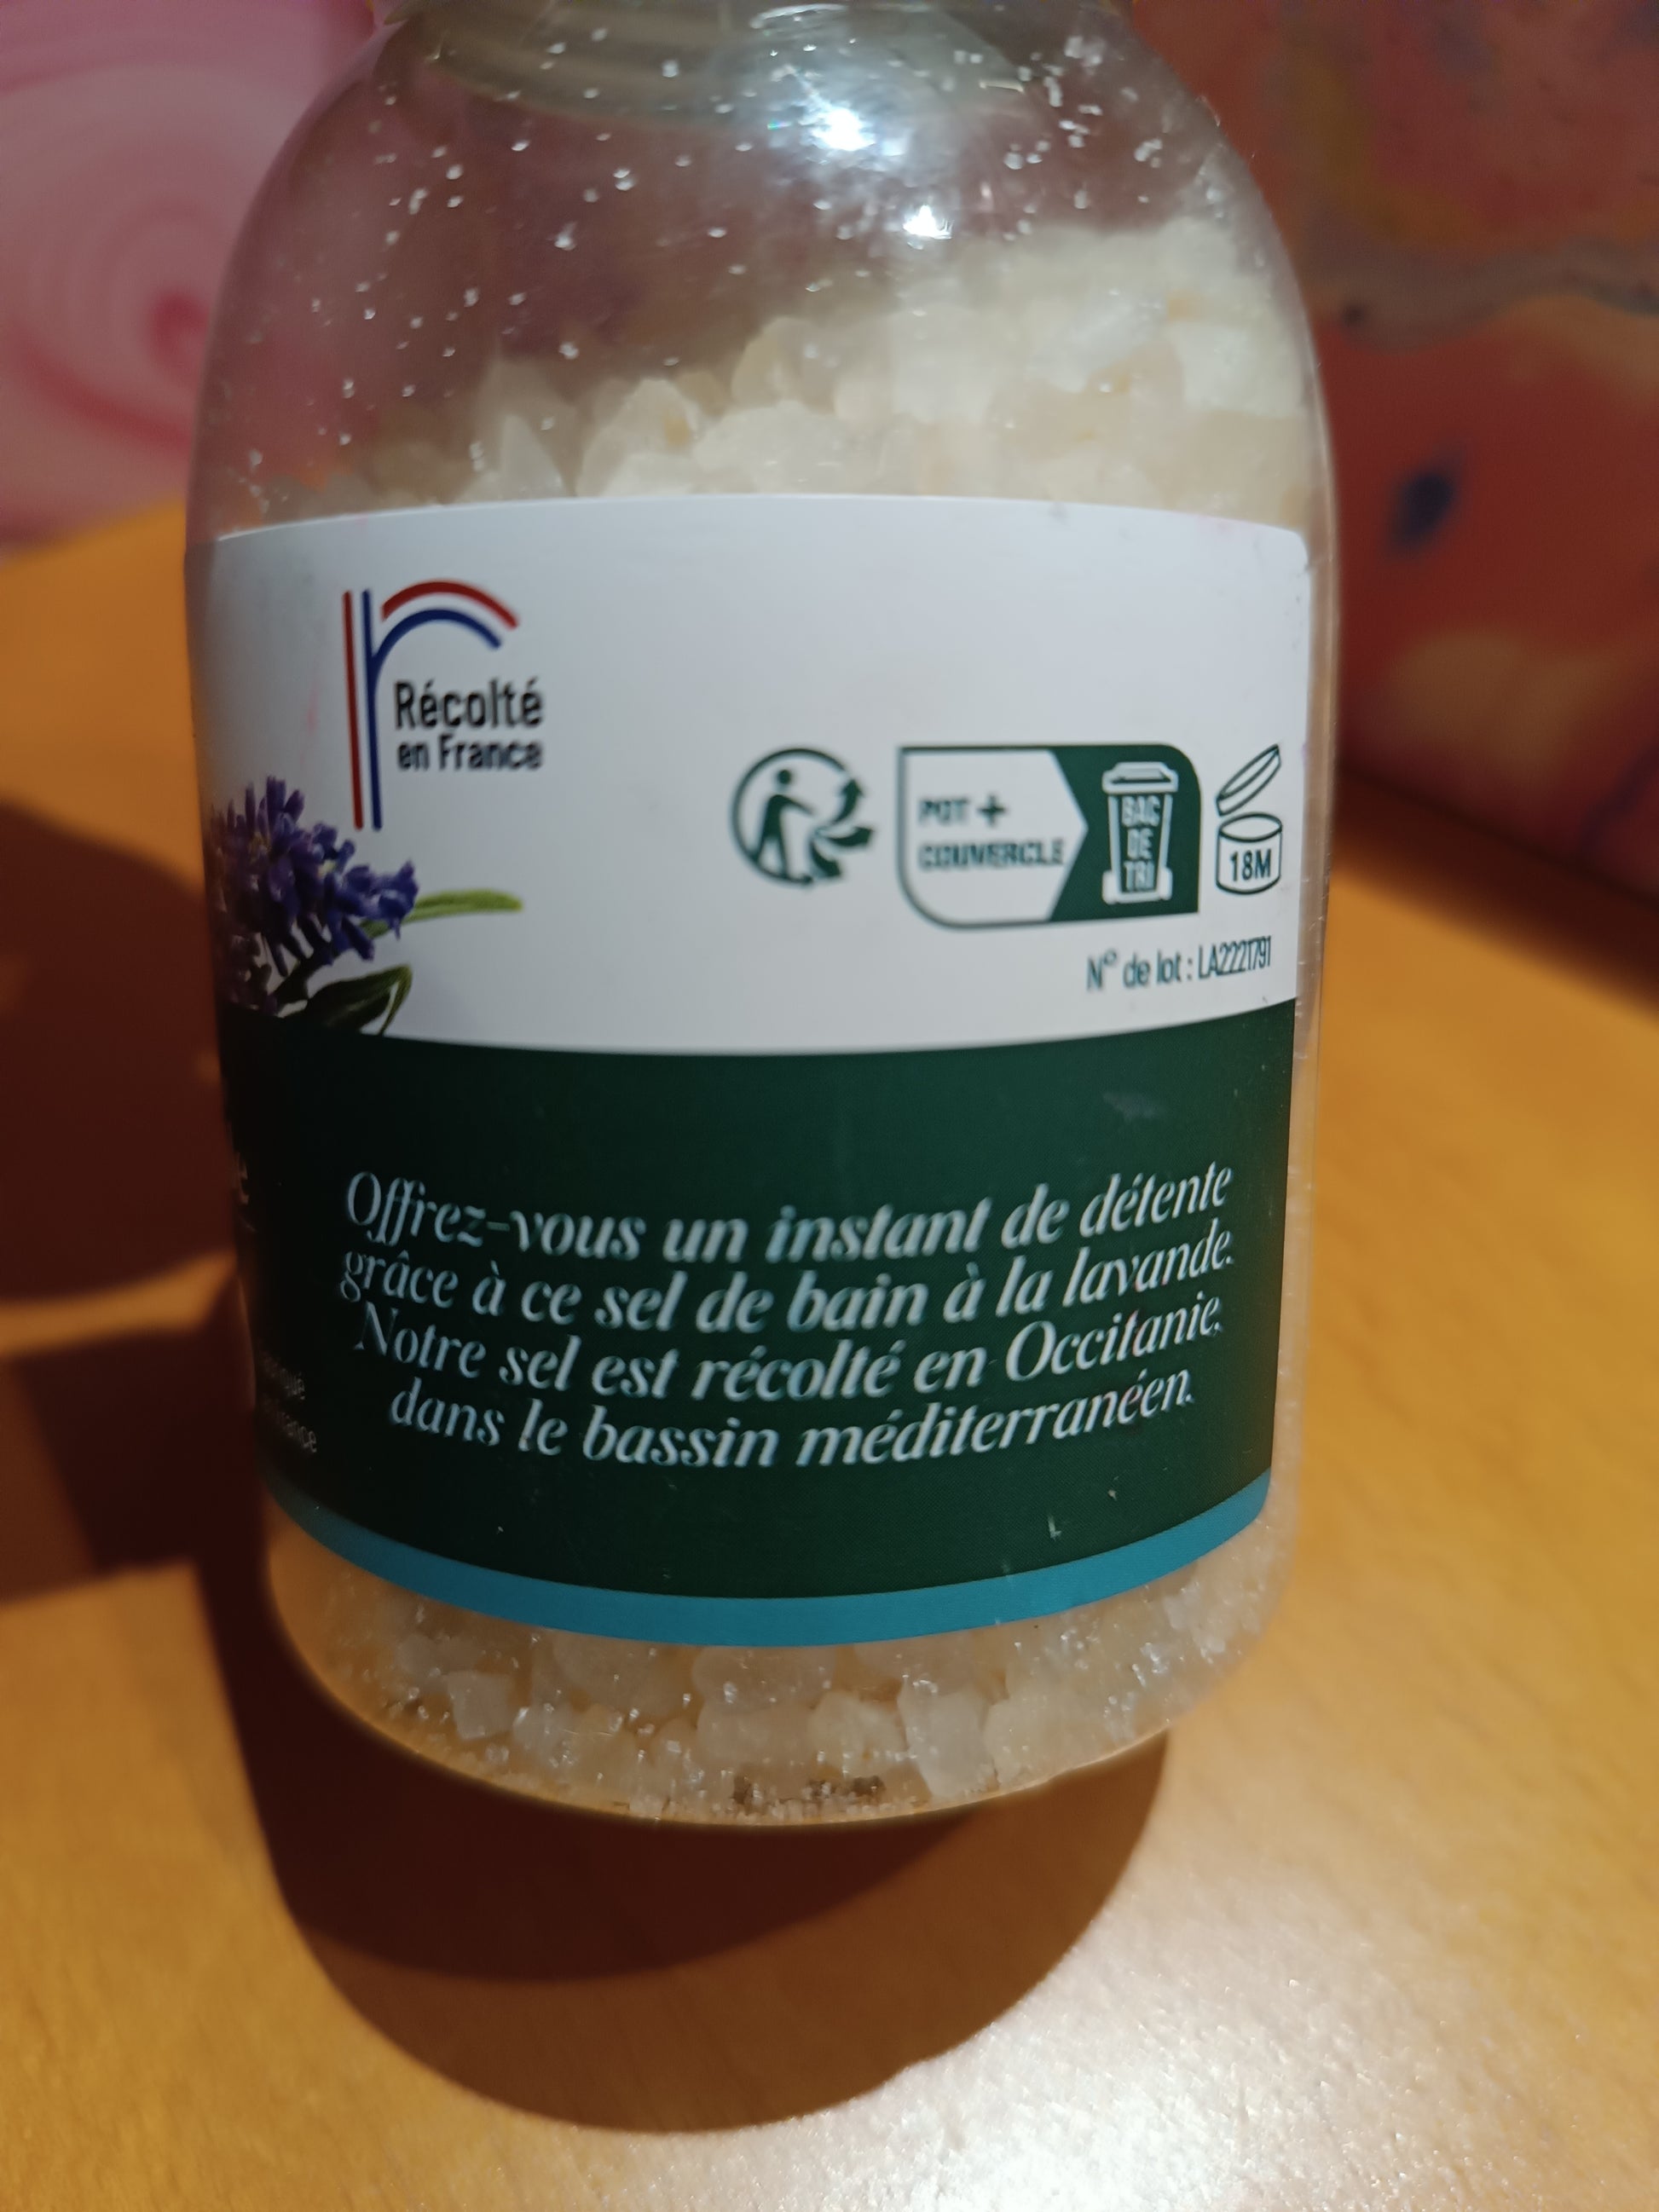 Récolté
en France
POT +
COUVERCLE
BAC
DE
TRI
18M
N° de lot : LA2221791
Offrez-vous un instant de détente
grâce à ce sel de bain à la lavande.
Notre sel est récolté en Occitanie,
dans le bassin méditerranéen.